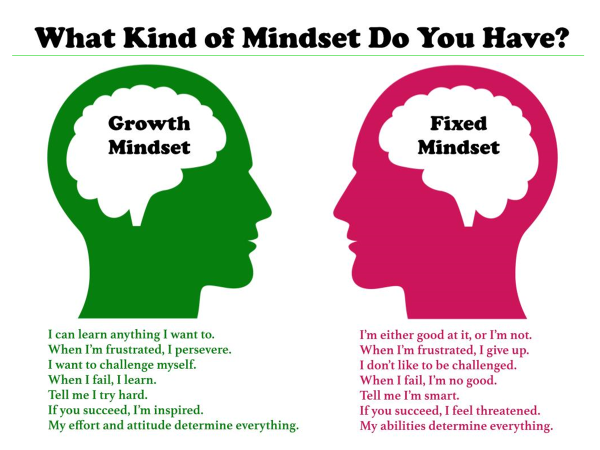 What Kind of Mindset Do You Have?
Growth
Mindset
Fixed
Mindset
I can learn anything I want to.
When I'm frustrated, I persevere.
I want to challenge myself.
When I fail, I learn.
Tell me I try hard.
If you succeed, I'm inspired.
My effort and attitude determine everything.
I'm either good at it, or I'm not.
When I'm frustrated, I give up.
I don't like to be challenged.
When I fail, I'm no good.
Tell me I'm smart.
If you succeed, I feel threatened.
My abilities determine everything.